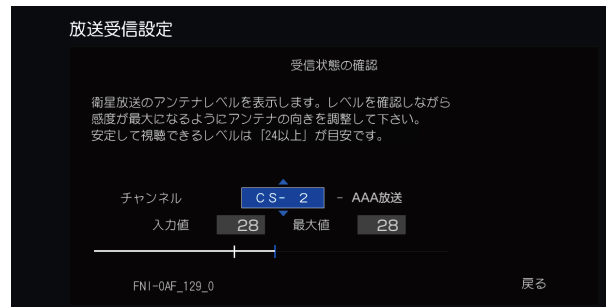 放送受信設定
受信状態の確認
衛星放送のアンテナレベルを表示します。レベルを確認しながら
感度が最大になるようにアンテナの向きを調整して下さい。
安定して視聴できるレベルは「24以上」が目安です。
チャンネル CS- 2 - AAA放送
入力値 28 最大値 28
FNI-0AF_129_0 戻る